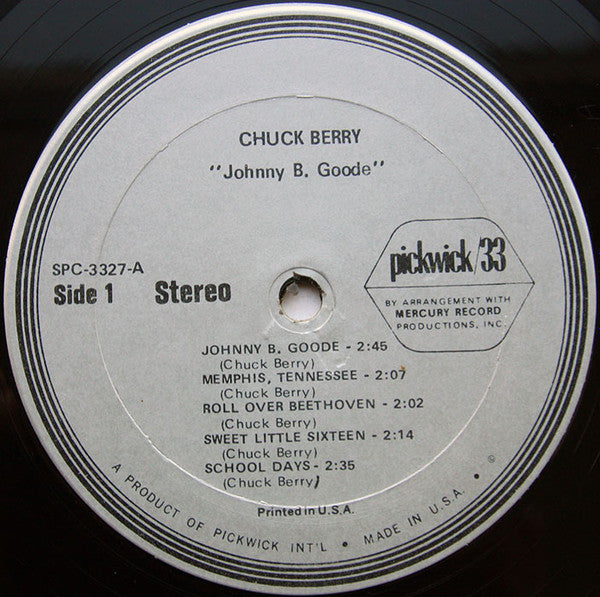 CHUCK BERRY
"Johnny B. Goode"
SPC-3327-A
Side 1 Stereo
pickwick/33
BY ARRANGEMENT WITH
MERCURY RECORD
PRODUCTIONS, INC.
JOHNNY B. GOODE - 2:45
(Chuck Berry)
MEMPHIS, TENNESSEE - 2:07
(Chuck Berry)
ROLL OVER BEETHOVEN - 2:02
(Chuck Berry)
SWEET LITTLE SIXTEEN - 2:14
(Chuck Berry)
SCHOOL DAYS - 2:35
(Chuck Berry)
Printed in U.S.A.
A PRODUCT OF PICKWICK INT'L • MADE IN U.S.A. •